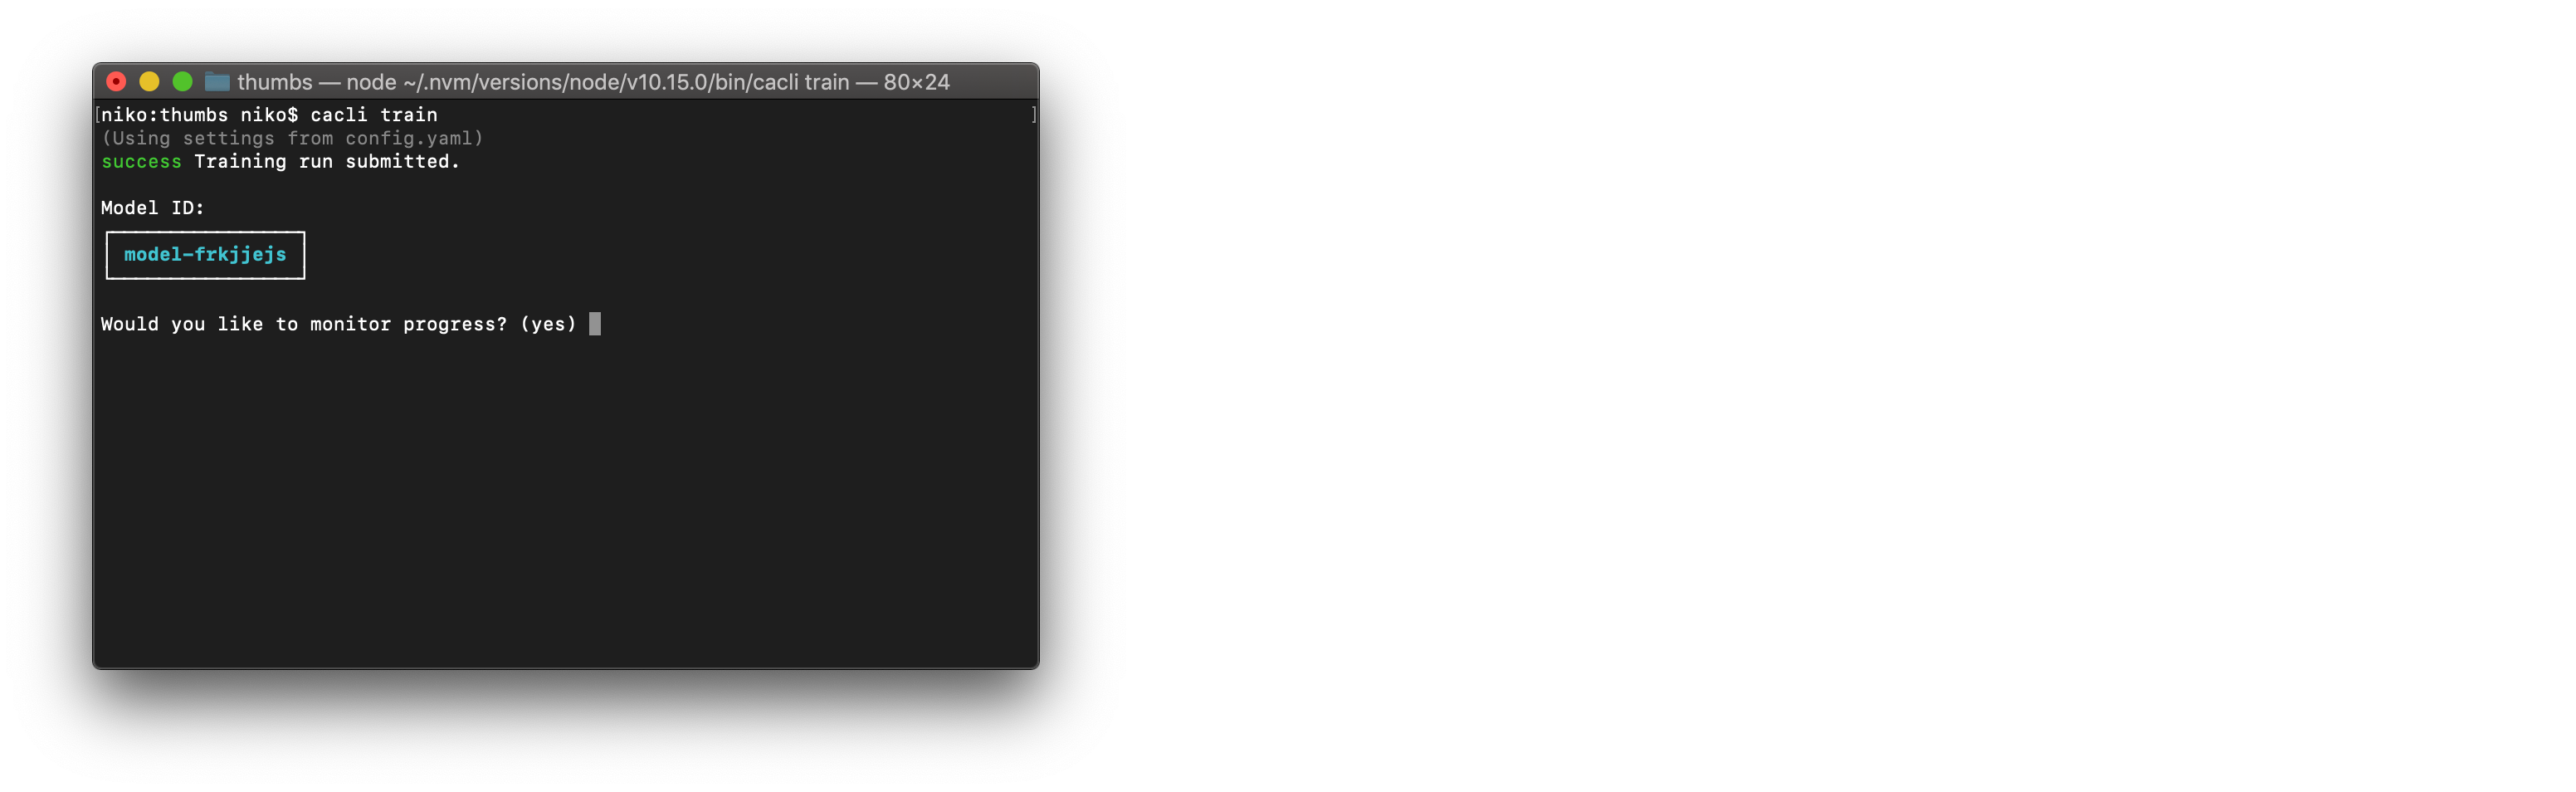 thumbs — node ~/.nvm/versions/node/v10.15.0/bin/cacli train — 80×24
[niko:thumbs niko$ cacli train ]
(Using settings from config.yaml)
success Training run submitted.
Model ID:
model-frkjjejs
Would you like to monitor progress? (yes)